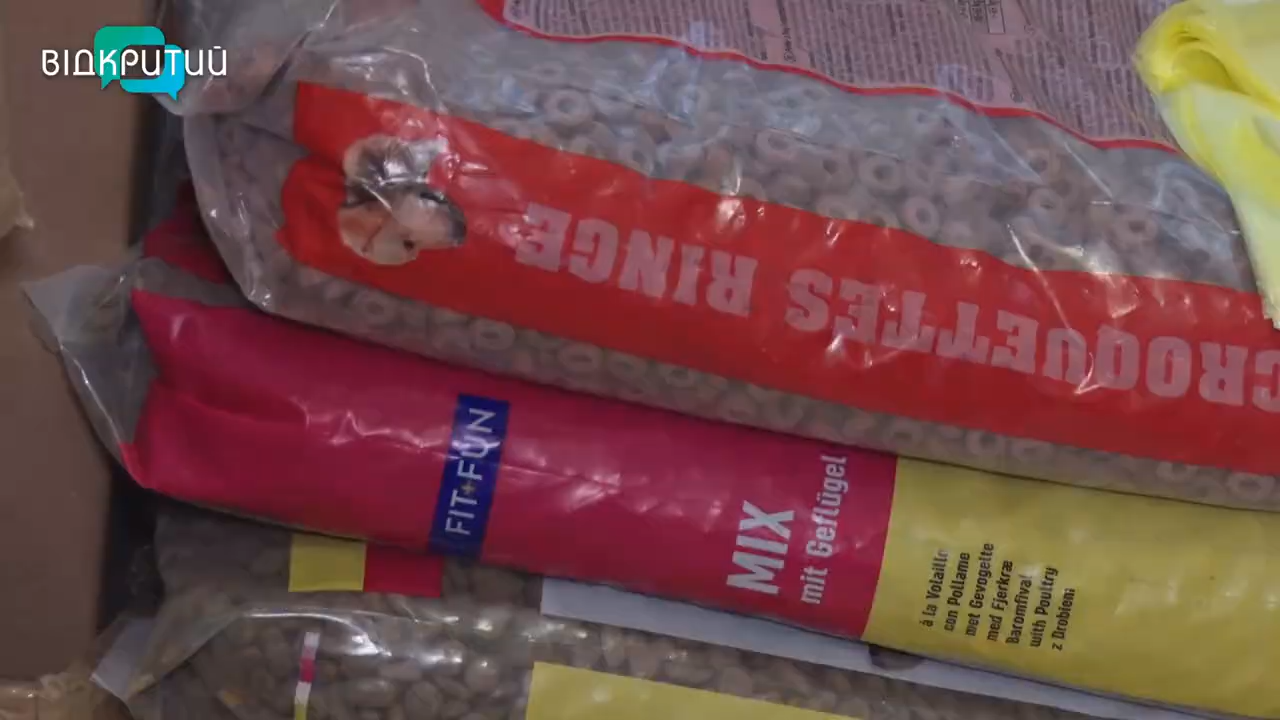 ВІДКРИТИЙ
CROQUETTES RINGE
FIT+FUN
MIX
mit Geflügel
à la Volaille
con Pollame
met Gevogelte
med Fjerkræ
Baromfival
with Poultry
z Drobiem